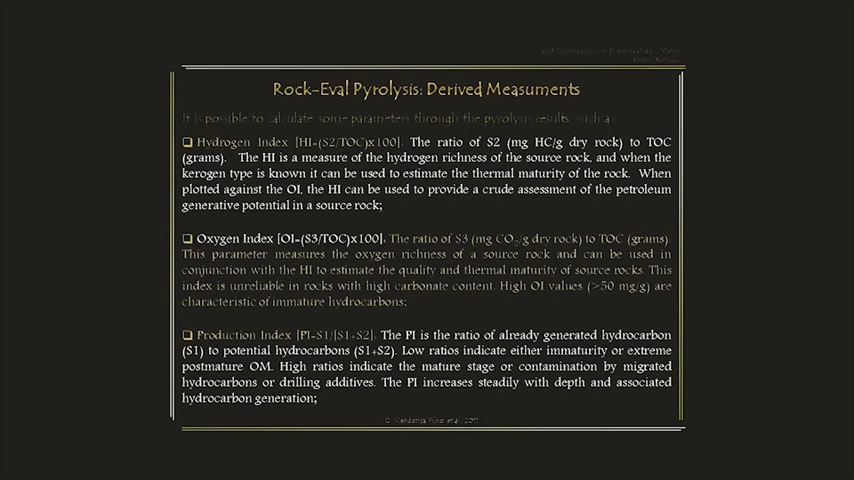 Rock-Eval Pyrolysis: Derived Measuments
It is possible to calculate some parameters through the pyrolysis results, such as:
❑ Hydrogen Index [HI=(S2/TOC)x100]. The ratio of S2 (mg HC/g dry rock) to TOC
(grams). The HI is a measure of the hydrogen richness of the source rock, and when the
kerogen type is known it can be used to estimate the thermal maturity of the rock. When
plotted against the OI, the HI can be used to provide a crude assessment of the petroleum
generative potential in a source rock;
❑ Oxygen Index [OI=(S3/TOC)x100]. The ratio of S3 (mg CO₂/g dry rock) to TOC (grams).
This parameter measures the oxygen richness of a source rock and can be used in
conjunction with the HI to estimate the quality and thermal maturity of source rocks. This
index is unreliable in rocks with high carbonate content. High OI values (>50 mg/g) are
characteristic of immature hydrocarbons;
❑ Production Index [PI=S1/[S1+S2]. The PI is the ratio of already generated hydrocarbon
(S1) to potential hydrocarbons (S1+S2). Low ratios indicate either immaturity or extreme
postmature OM. High ratios indicate the mature stage or contamination by migrated
hydrocarbons or drilling additives. The PI increases steadily with depth and associated
hydrocarbon generation;